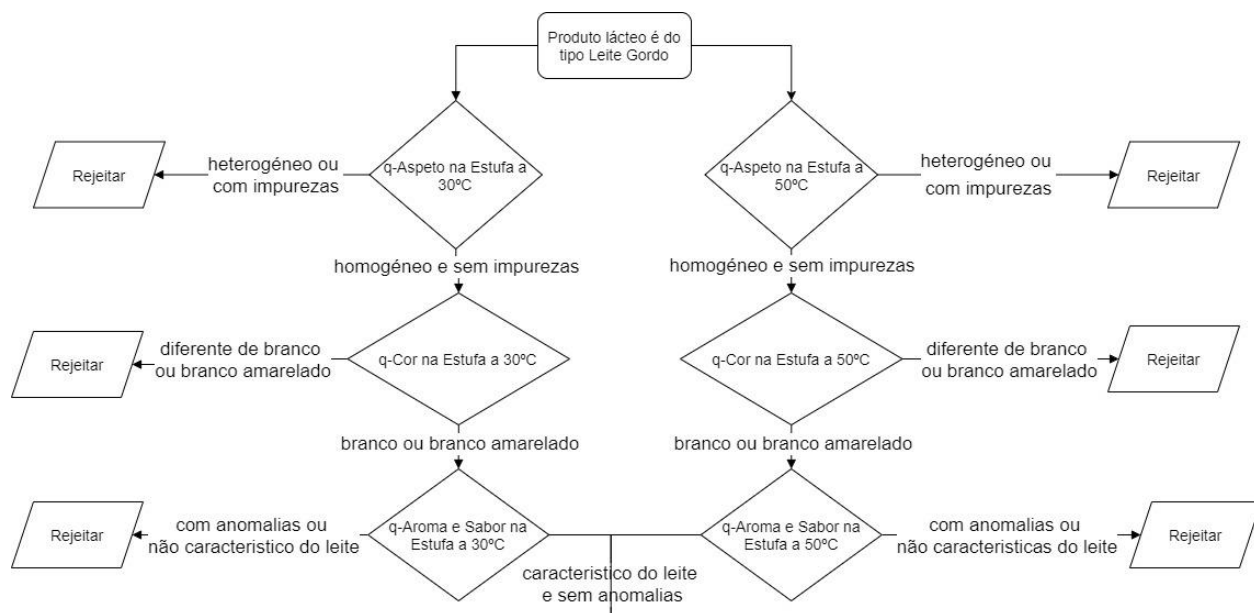 Produto lácteo é do
tipo Leite Gordo
Rejeitar
heterogéneo ou
com impurezas
q-Aspeto na Estufa a
30ºC
q-Aspeto na Estufa a
50ºC
heterogéneo ou
com impurezas
Rejeitar
homogéneo e sem impurezas
homogéneo e sem impurezas
Rejeitar
diferente de branco
ou branco amarelado
q-Cor na Estufa a 30ºC
q-Cor na Estufa a 50ºC
diferente de branco
ou branco amarelado
Rejeitar
branco ou branco amarelado
branco ou branco amarelado
Rejeitar
com anomalias ou
não caracteristico do leite
q-Aroma e Sabor na
Estufa a 30ºC
q-Aroma e Sabor na
Estufa a 50ºC
com anomalias ou
não caracteristicas do leite
Rejeitar
caracteristico do leite
e sem anomalias